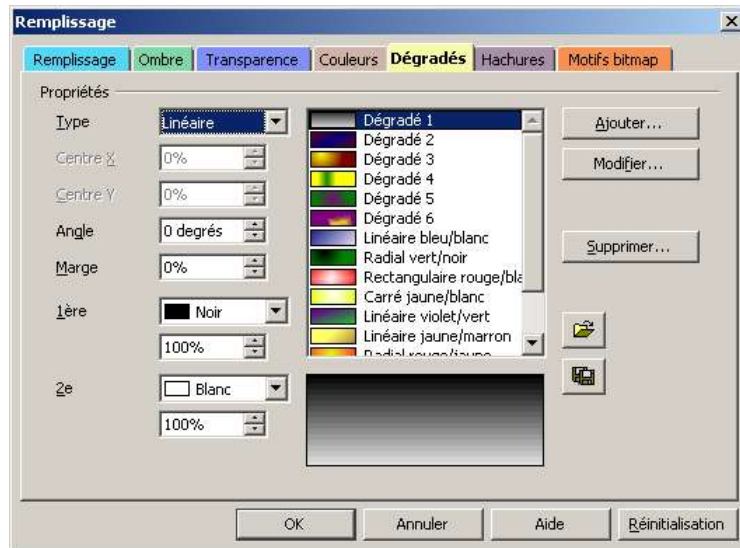 Remplissage
Remplissage Ombre Transparence Couleurs Dégradés Hachures Motifs bitmap
Propriétés
Type Linéaire
Centre X 0%
Centre Y 0%
Angle 0 degrés
Marge 0%
1ère Noir
100%
2e Blanc
100%
Dégradé 1
Dégradé 2
Dégradé 3
Dégradé 4
Dégradé 5
Dégradé 6
Linéaire bleu/blanc
Radial vert/noir
Rectangulaire rouge/bla
Carré jaune/blanc
Linéaire violet/vert
Linéaire jaune/marron
Radial rouge/jaune
Ajouter...
Modifier...
Supprimer...
OK Annuler Aide Réinitialisation